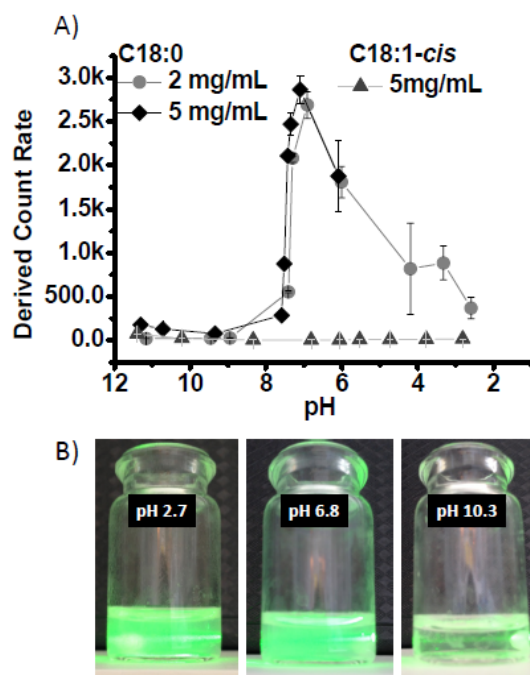 A)
C18:0
C18:1-cis
2 mg/mL
5mg/mL
5 mg/mL
Derived Count Rate
3.0k
2.5k
2.0k
1.5k
1.0k
500.0
0.0
12 10 8 6 4 2
pH
B)
pH 2.7
pH 6.8
pH 10.3